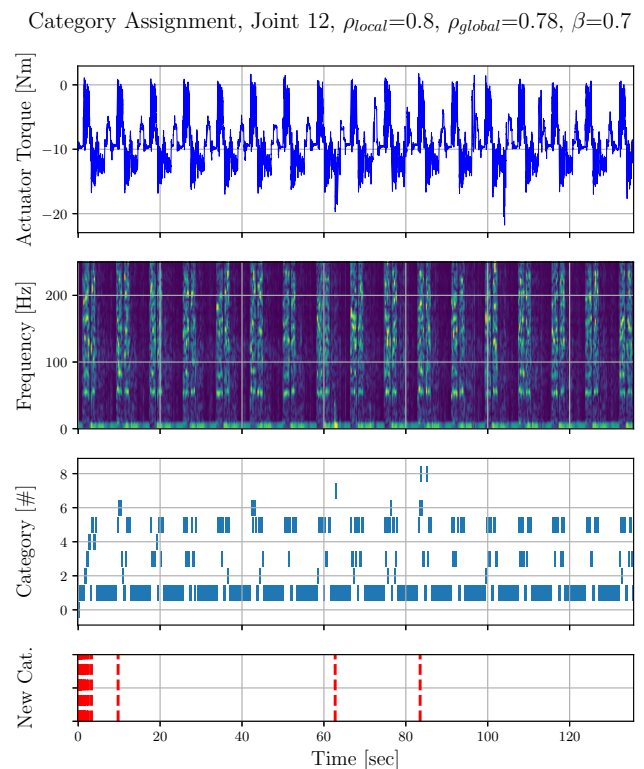 Category Assignment, Joint 12, ρlocal=0.8, ρglobal=0.78, β=0.7
Actuator Torque [Nm]
0
−10
−20
Frequency [Hz]
200
100
0
Category [#]
8
6
4
2
0
New Cat.
0 20 40 60 80 100 120
Time [sec]